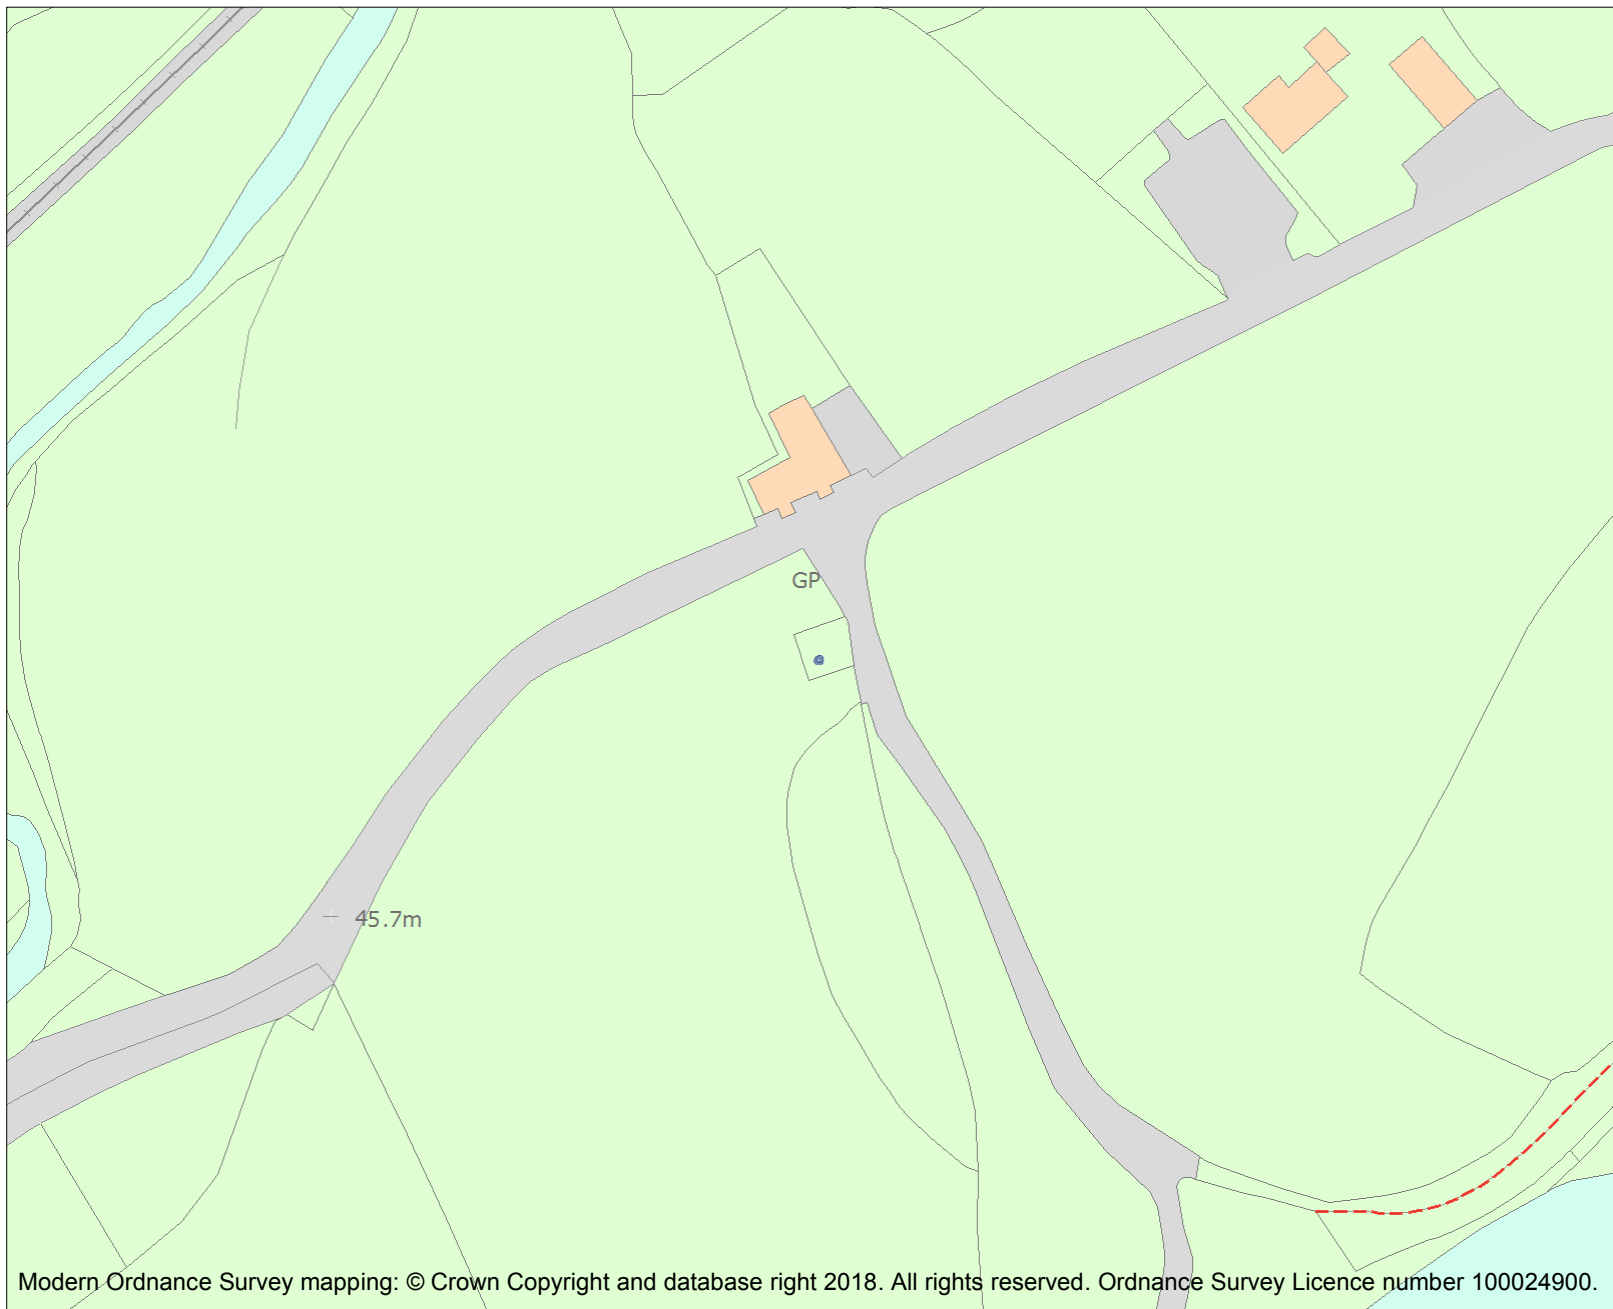 GP
45.7m
Modern Ordnance Survey mapping: © Crown Copyright and database right 2018. All rights reserved. Ordnance Survey Licence number 100024900.